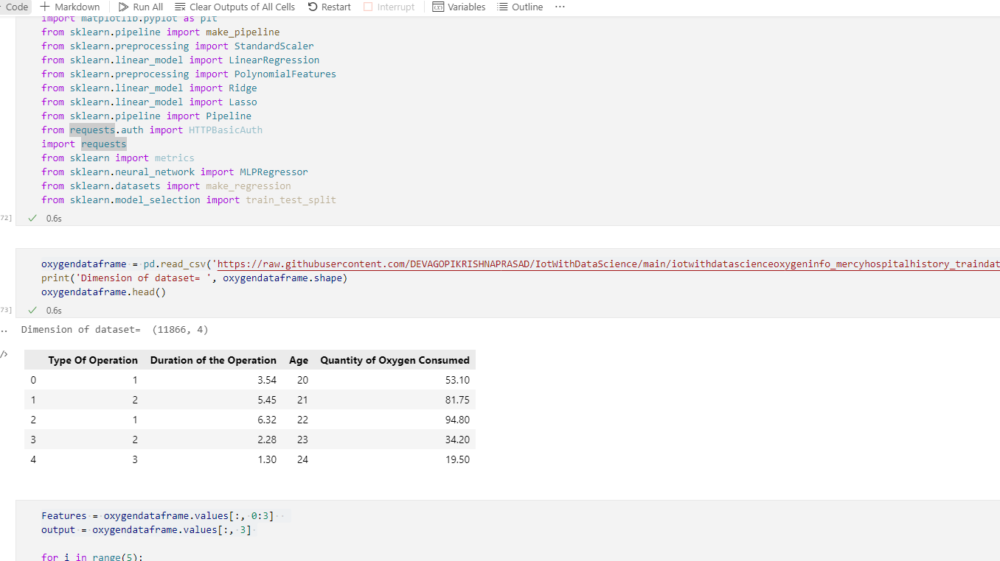 Code + Markdown Run All Clear Outputs of All Cells Restart Interrupt Variables Outline ...
import matplotlib.pyplot as plt
from sklearn.pipeline import make_pipeline
from sklearn.preprocessing import StandardScaler
from sklearn.linear_model import LinearRegression
from sklearn.preprocessing import PolynomialFeatures
from sklearn.linear_model import Ridge
from sklearn.linear_model import Lasso
from sklearn.pipeline import Pipeline
from requests.auth import HTTPBasicAuth
import requests
from sklearn import metrics
from sklearn.neural_network import MLPRegressor
from sklearn.datasets import make_regression
from sklearn.model_selection import train_test_split
72] 0.6s
oxygendataframe = pd.read_csv('https://raw.githubusercontent.com/DEVAGOPIKRISHNAPRASAD/IotWithDataScience/main/iotwithdatascienceoxygeninfo_mercyhospitalhistory_traindat
print('Dimension of dataset= ', oxygendataframe.shape)
oxygendataframe.head()
73] 0.6s
Dimension of dataset= (11866, 4)
Type Of Operation Duration of the Operation Age Quantity of Oxygen Consumed
0 1 3.54 20 53.10
1 2 5.45 21 81.75
2 1 6.32 22 94.80
3 2 2.28 23 34.20
4 3 1.30 24 19.50
Features = oxygendataframe.values[:, 0:3]
output = oxygendataframe.values[:, 3]
for i in range(5):